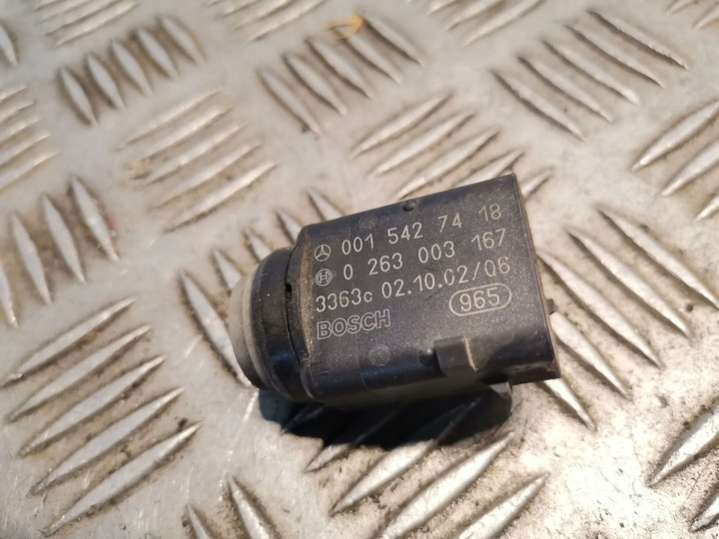 001 542 74 18
0 263 003 167
3363c 02.10.02/06
BOSCH 965